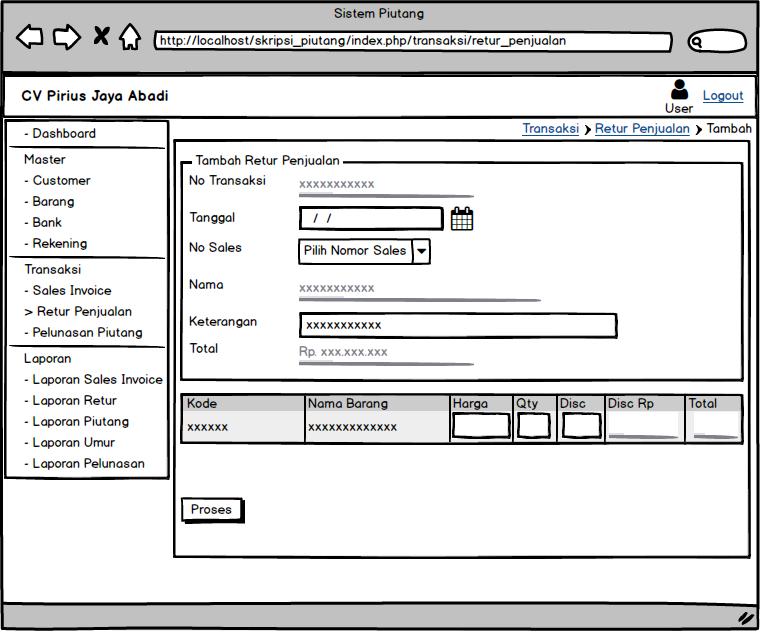 Sistem Piutang
http://localhost/skripsi_piutang/index.php/transaksi/retur_penjualan
CV Pirius Jaya Abadi
User
Logout
Transaksi > Retur Penjualan > Tambah
- Dashboard
Master
- Customer
- Barang
- Bank
- Rekening
Transaksi
- Sales Invoice
> Retur Penjualan
- Pelunasan Piutang
Laporan
- Laporan Sales Invoice
- Laporan Retur
- Laporan Piutang
- Laporan Umur
- Laporan Pelunasan
Tambah Retur Penjualan
No Transaksi xxxxxxxxxxx
Tanggal / /
No Sales Pilih Nomor Sales
Nama xxxxxxxxxxx
Keterangan xxxxxxxxxxx
Total Rp. xxx.xxx.xxx
Kode Nama Barang Harga Qty Disc Disc Rp Total
xxxxxx xxxxxxxxxxxxx
Proses